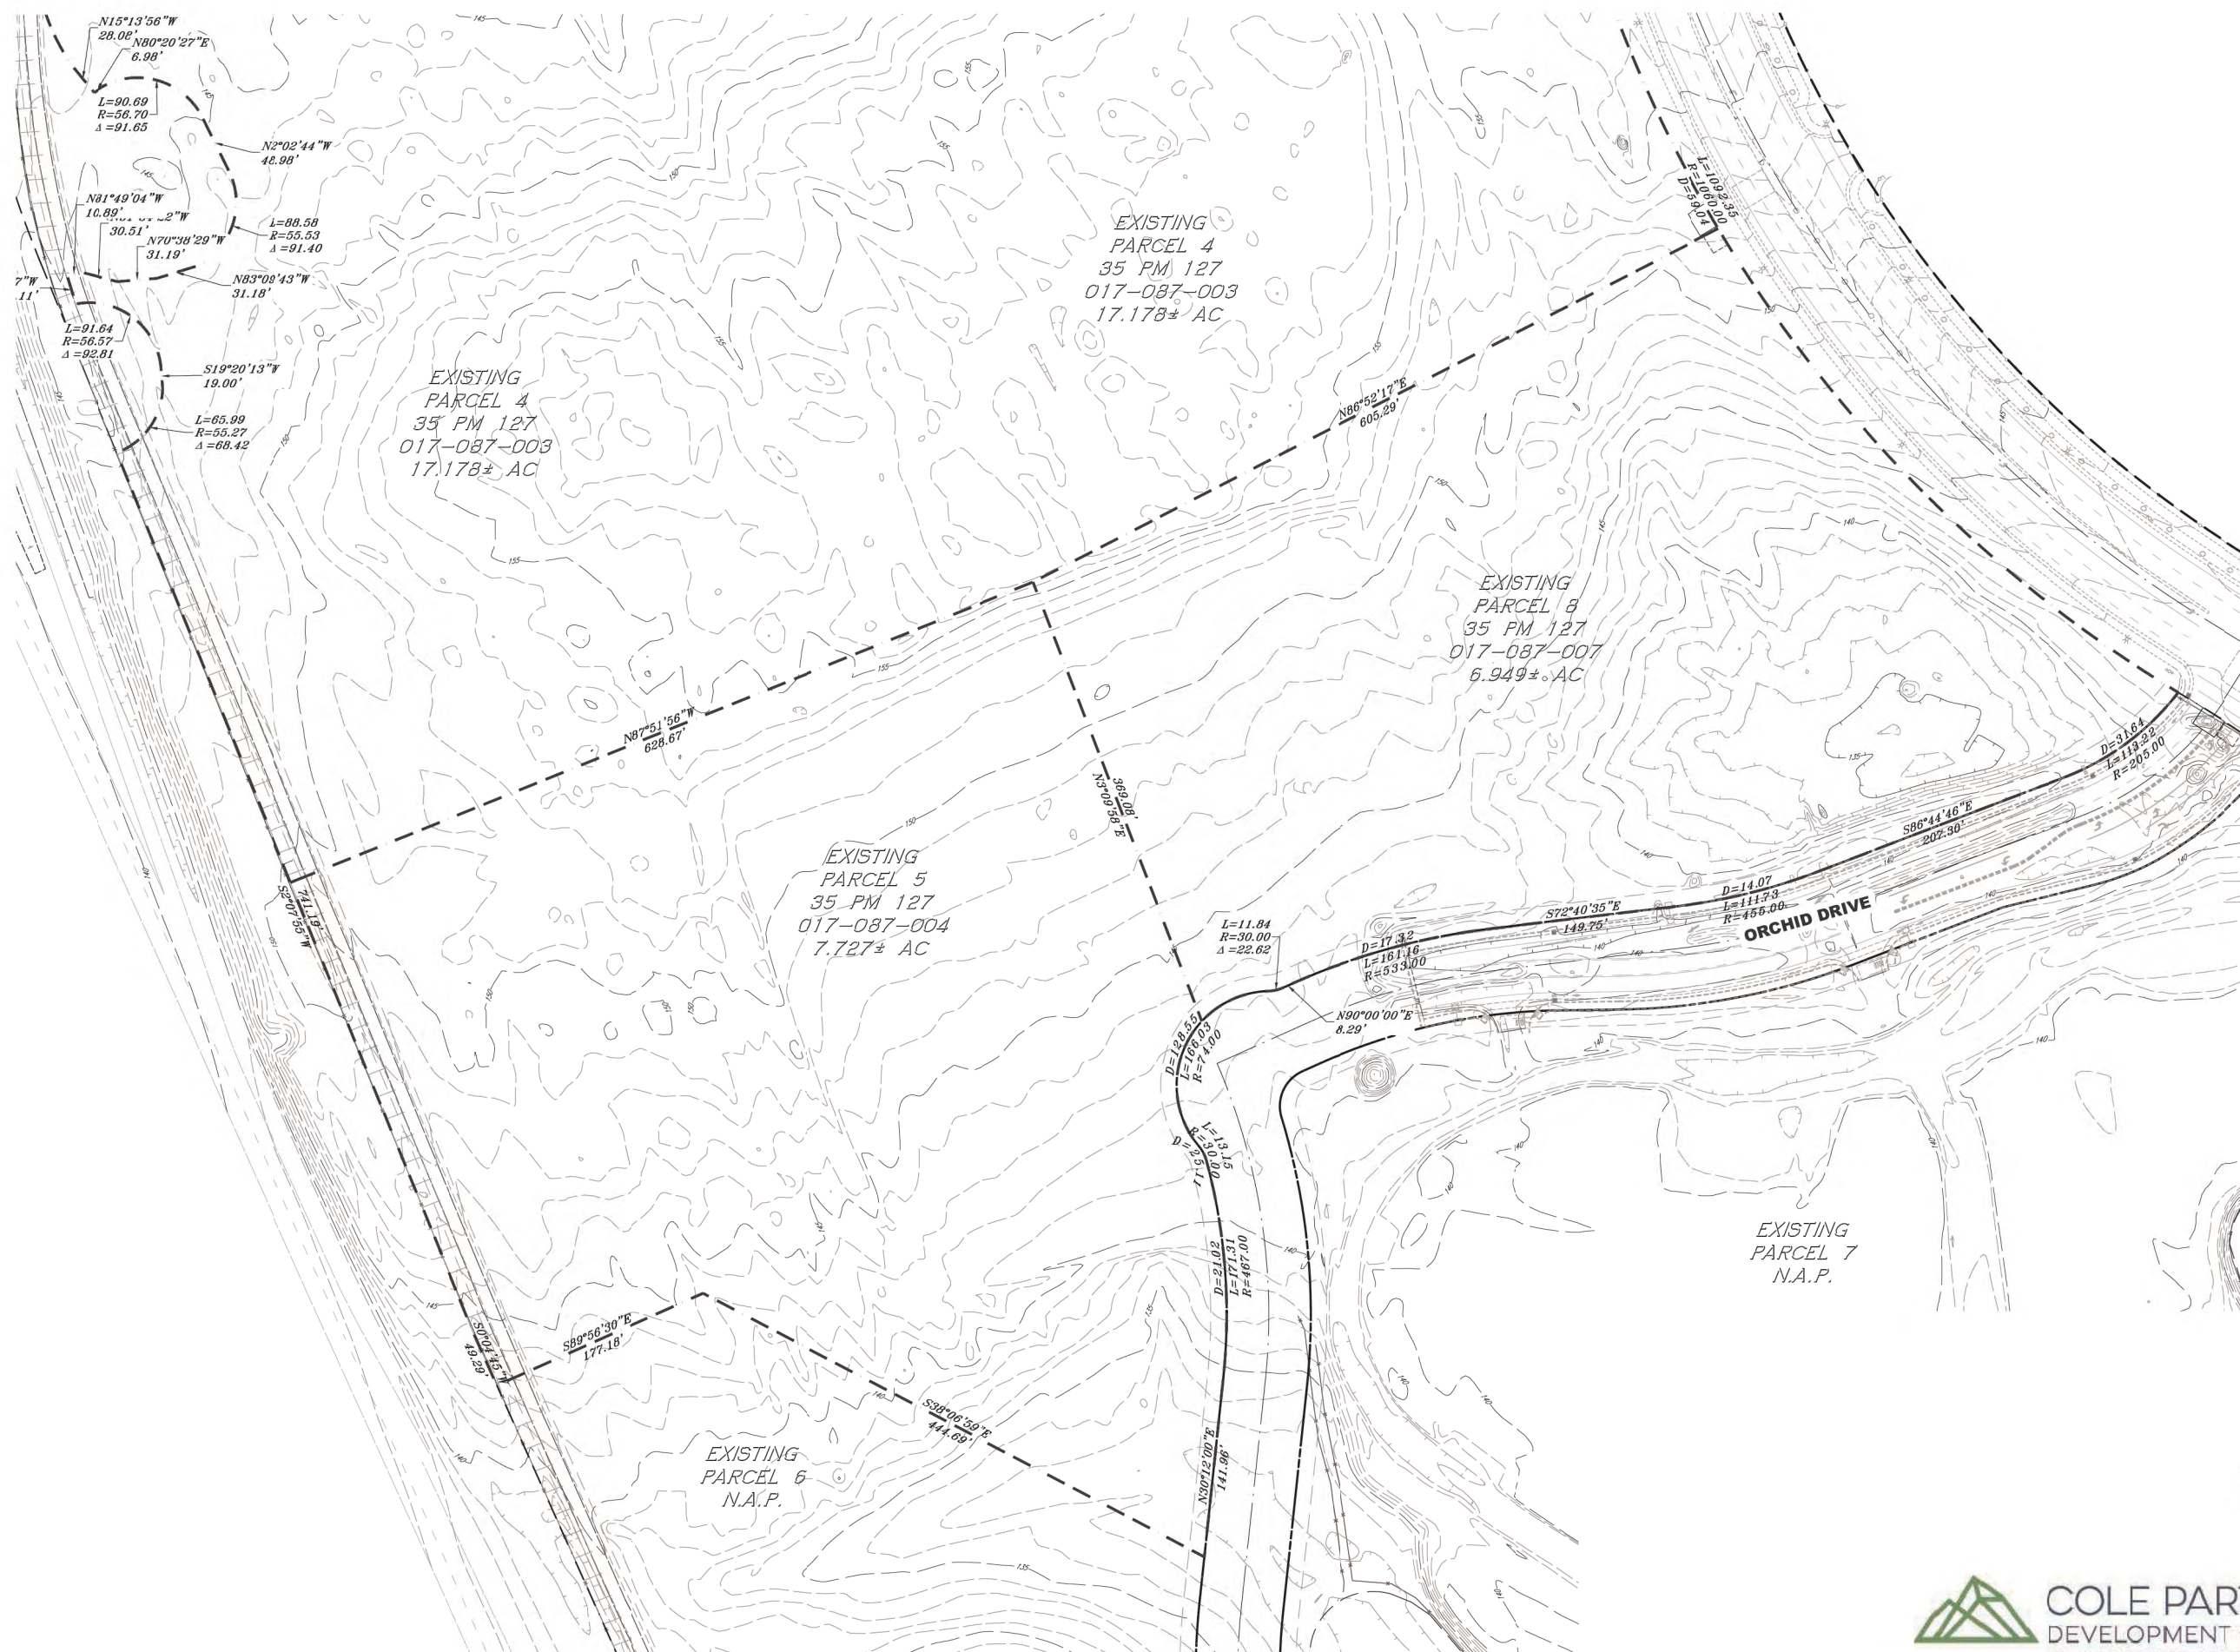 N15°13'56"W
28.08'
N80°20'27"E
6.98'
L=90.69
R=56.70
Δ=91.65
N2°02'44"W
48.98'
N81°49'04"W
10.89'
30.51'
N70°38'29"W
31.19'
L=88.58
R=55.53
Δ=91.40
N83°09'43"W
31.18'
7"W
.11'
L=91.64
R=56.57
Δ=92.81
S19°20'13"W
19.00'
L=65.99
R=55.27
Δ=68.42
EXISTING
PARCEL 4
35 PM 127
017-087-003
17.178± AC
EXISTING
PARCEL 4
35 PM 127
017-087-003
17.178± AC
L=1092.35
R=1060.00
D=59.04
N86°52'17"E
605.29'
EXISTING
PARCEL 8
35 PM 127
017-087-007
6.949± AC
N87°51'56"W
628.67'
369.08'
N3°09'58"E
EXISTING
PARCEL 5
35 PM 127
017-087-004
7.727± AC
741.19'
S2°07'55"W
D=31.64
L=113.22
R=205.00
S86°44'46"E
207.30'
D=14.07
L=111.73
R=455.00
ORCHID DRIVE
S72°40'35"E
149.75'
D=17.32
L=161.16
R=533.00
L=11.84
R=30.00
Δ=22.62
N90°00'00"E
8.29'
D=128.55
L=166.03
R=74.00
L=13.15
R=30.00
D=25.11
D=21.02
L=171.31
R=467.00
EXISTING
PARCEL 7
N.A.P.
S0°04'45"W
49.29'
S89°56'30"E
177.18'
S38°06'59"E
444.69'
N30°12'00"E
141.96'
EXISTING
PARCEL 6
N.A.P.
COLE PAR
DEVELOPMENT